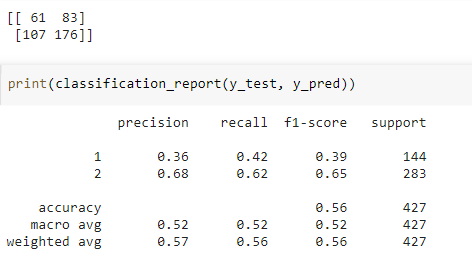 [[ 61 83]
[107 176]]
print(classification_report(y_test, y_pred))
precision recall f1-score support
1 0.36 0.42 0.39 144
2 0.68 0.62 0.65 283
accuracy 0.56 427
macro avg 0.52 0.52 0.52 427
weighted avg 0.57 0.56 0.56 427